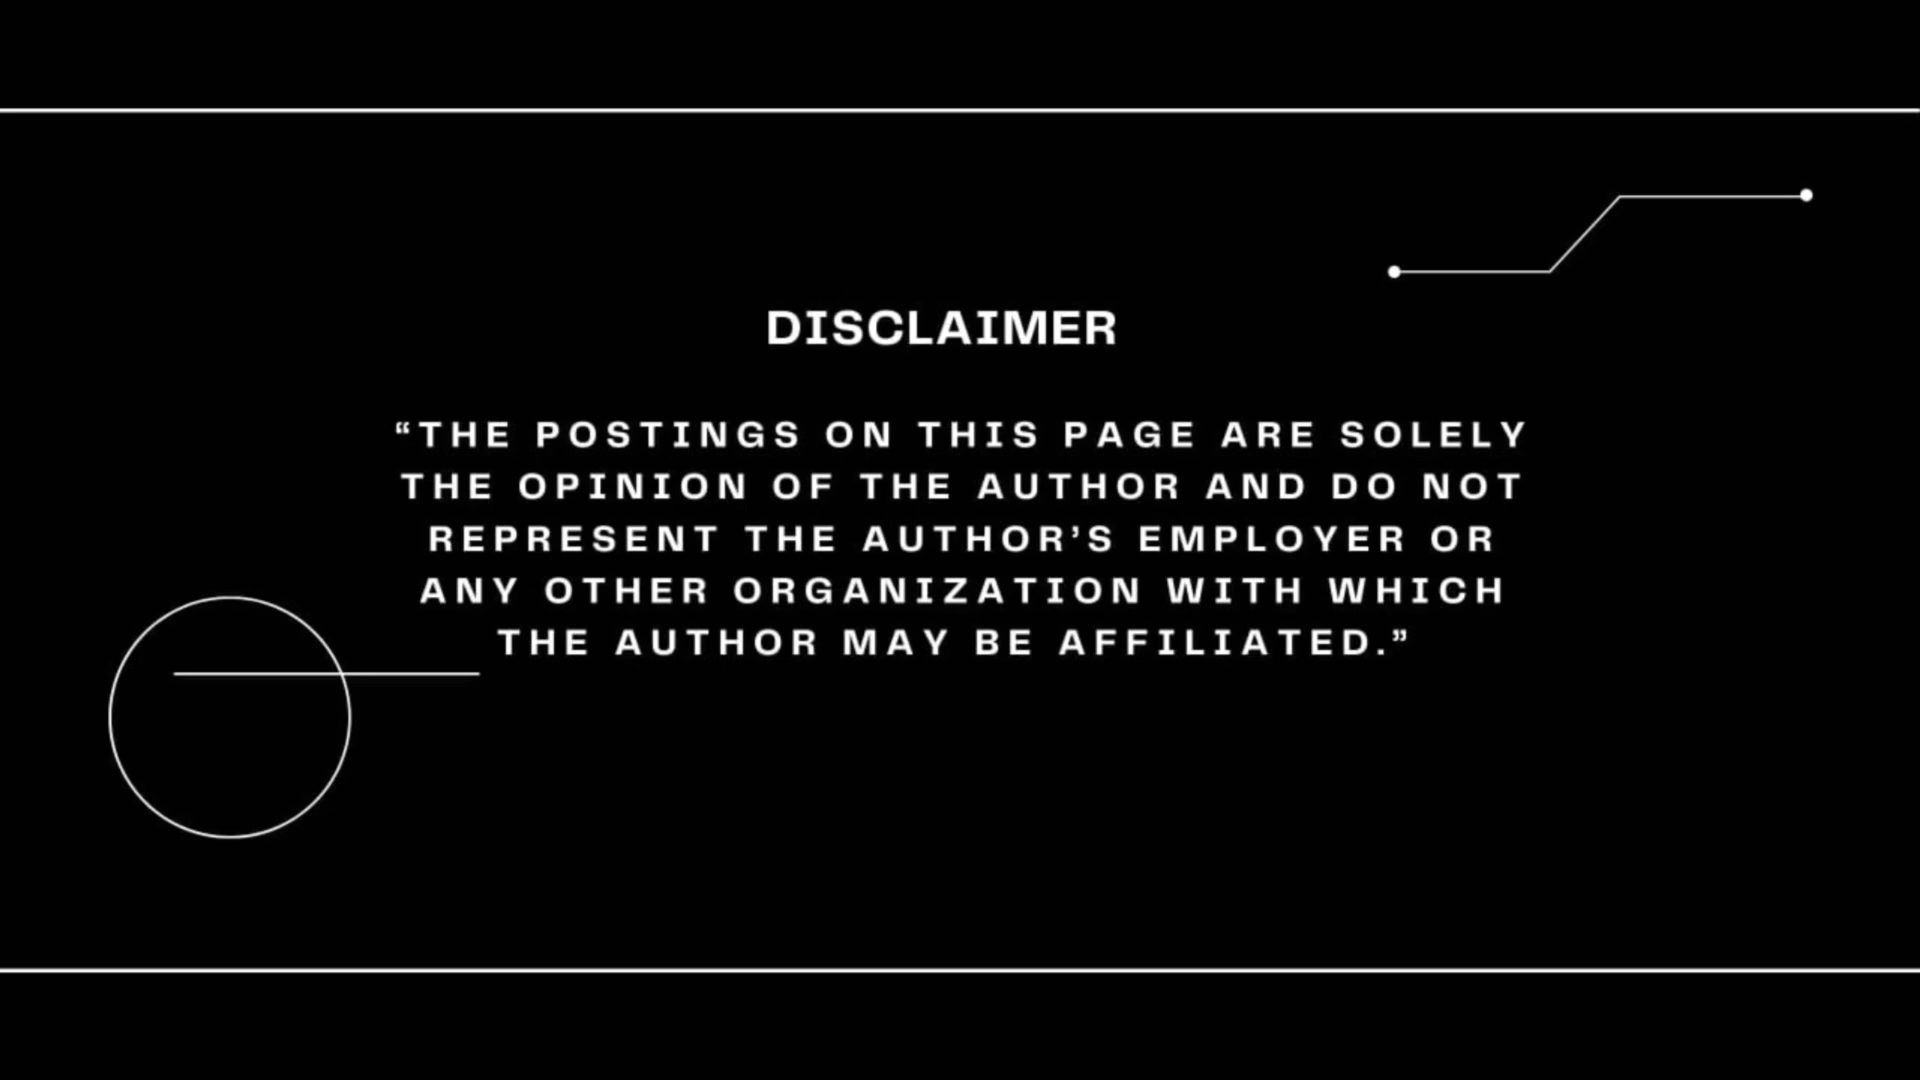 DISCLAIMER
“THE POSTINGS ON THIS PAGE ARE SOLELY
THE OPINION OF THE AUTHOR AND DO NOT
REPRESENT THE AUTHOR’S EMPLOYER OR
ANY OTHER ORGANIZATION WITH WHICH
THE AUTHOR MAY BE AFFILIATED.”